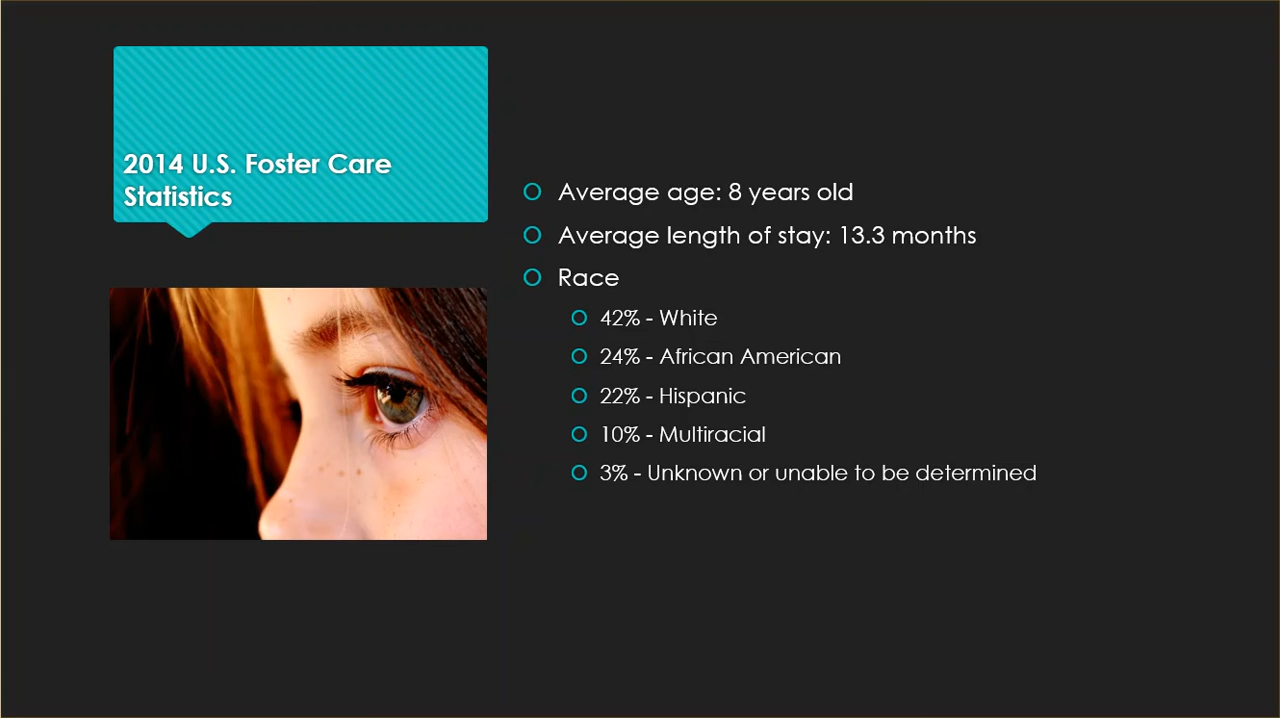 2014 U.S. Foster Care
Statistics
Average age: 8 years old
Average length of stay: 13.3 months
Race
42% - White
24% - African American
22% - Hispanic
10% - Multiracial
3% - Unknown or unable to be determined